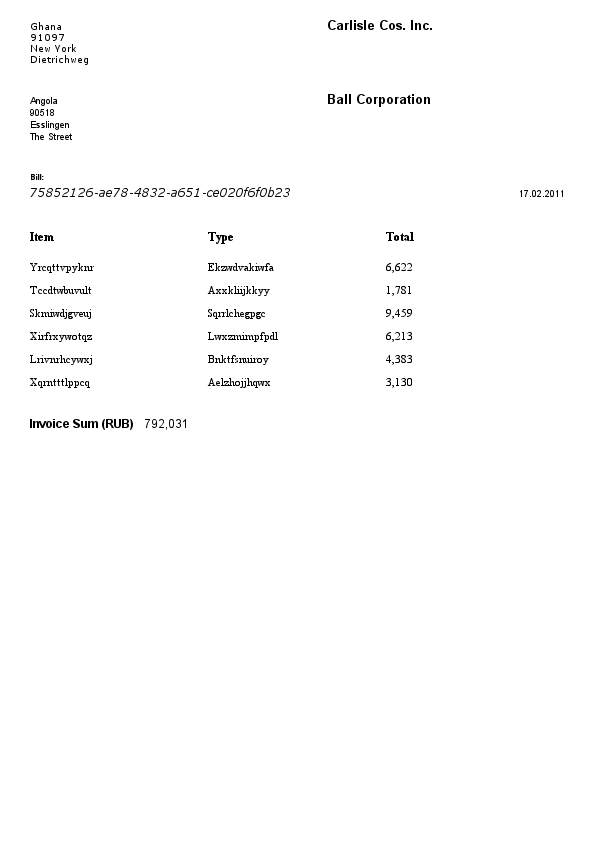 Ghana
91097
New York
Dietrichweg
Carlisle Cos. Inc.
Angola
90518
Esslingen
The Street
Ball Corporation
Bill:
75852126-ae78-4832-a651-ce020f6f0b23
17.02.2011
Item Type Total
Yrcqttvpyknr Ekzwdvakiwfa 6,622
Tccdtwbuvult Axxkliijkkyy 1,781
Skmiwdjgveuj Sqrrlchegpgc 9,459
Xirfrxywotqz Lwxzmimpfpdl 6,213
Lrivnrhcywxj Bnktfsnuiroy 4,383
Xqrntttlppcq Aelzhojjhqwx 3,130
Invoice Sum (RUB) 792,031